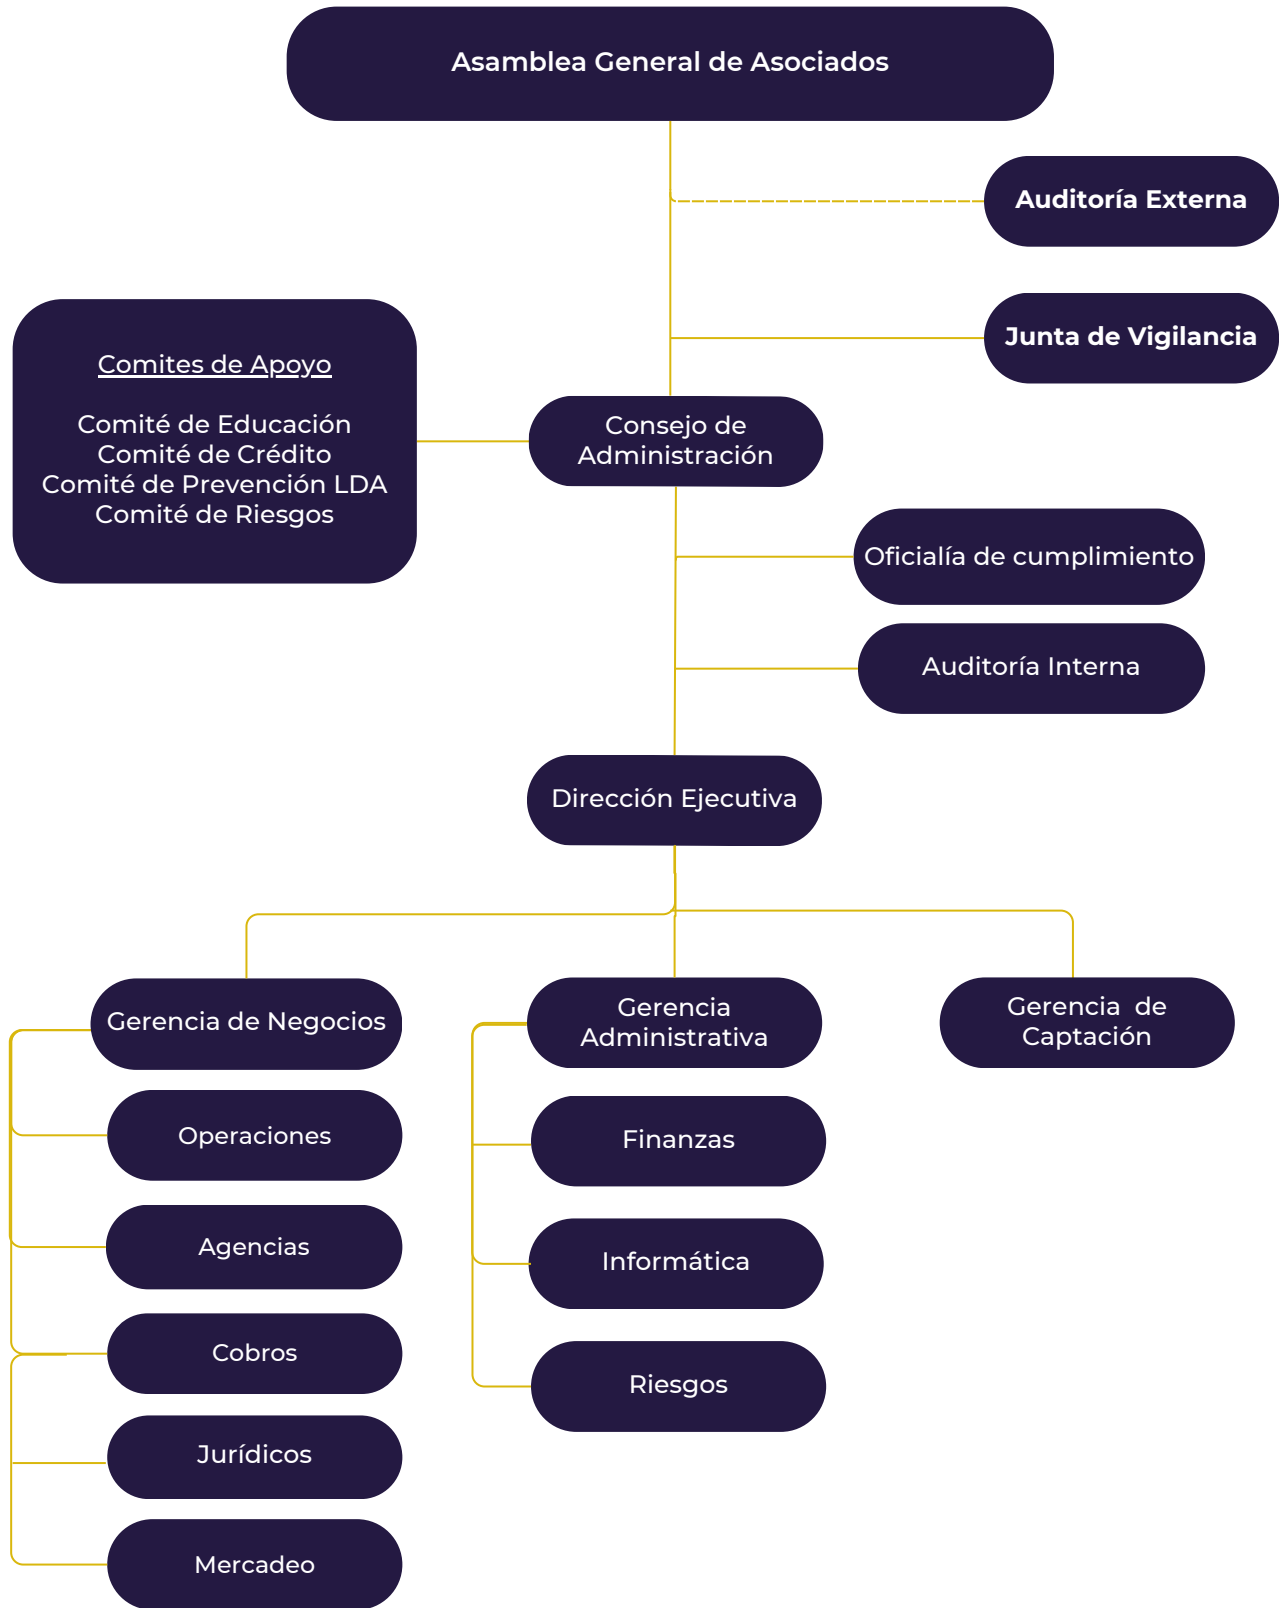 Asamblea General de Asociados
Auditoría Externa
Junta de Vigilancia
Comites de Apoyo
Comité de Educación
Comité de Crédito
Comité de Prevención LDA
Comité de Riesgos
Consejo de
Administración
Oficialía de cumplimiento
Auditoría Interna
Dirección Ejecutiva
Gerencia de Negocios
Operaciones
Agencias
Cobros
Jurídicos
Mercadeo
Gerencia
Administrativa
Finanzas
Informática
Riesgos
Gerencia  de
Captación